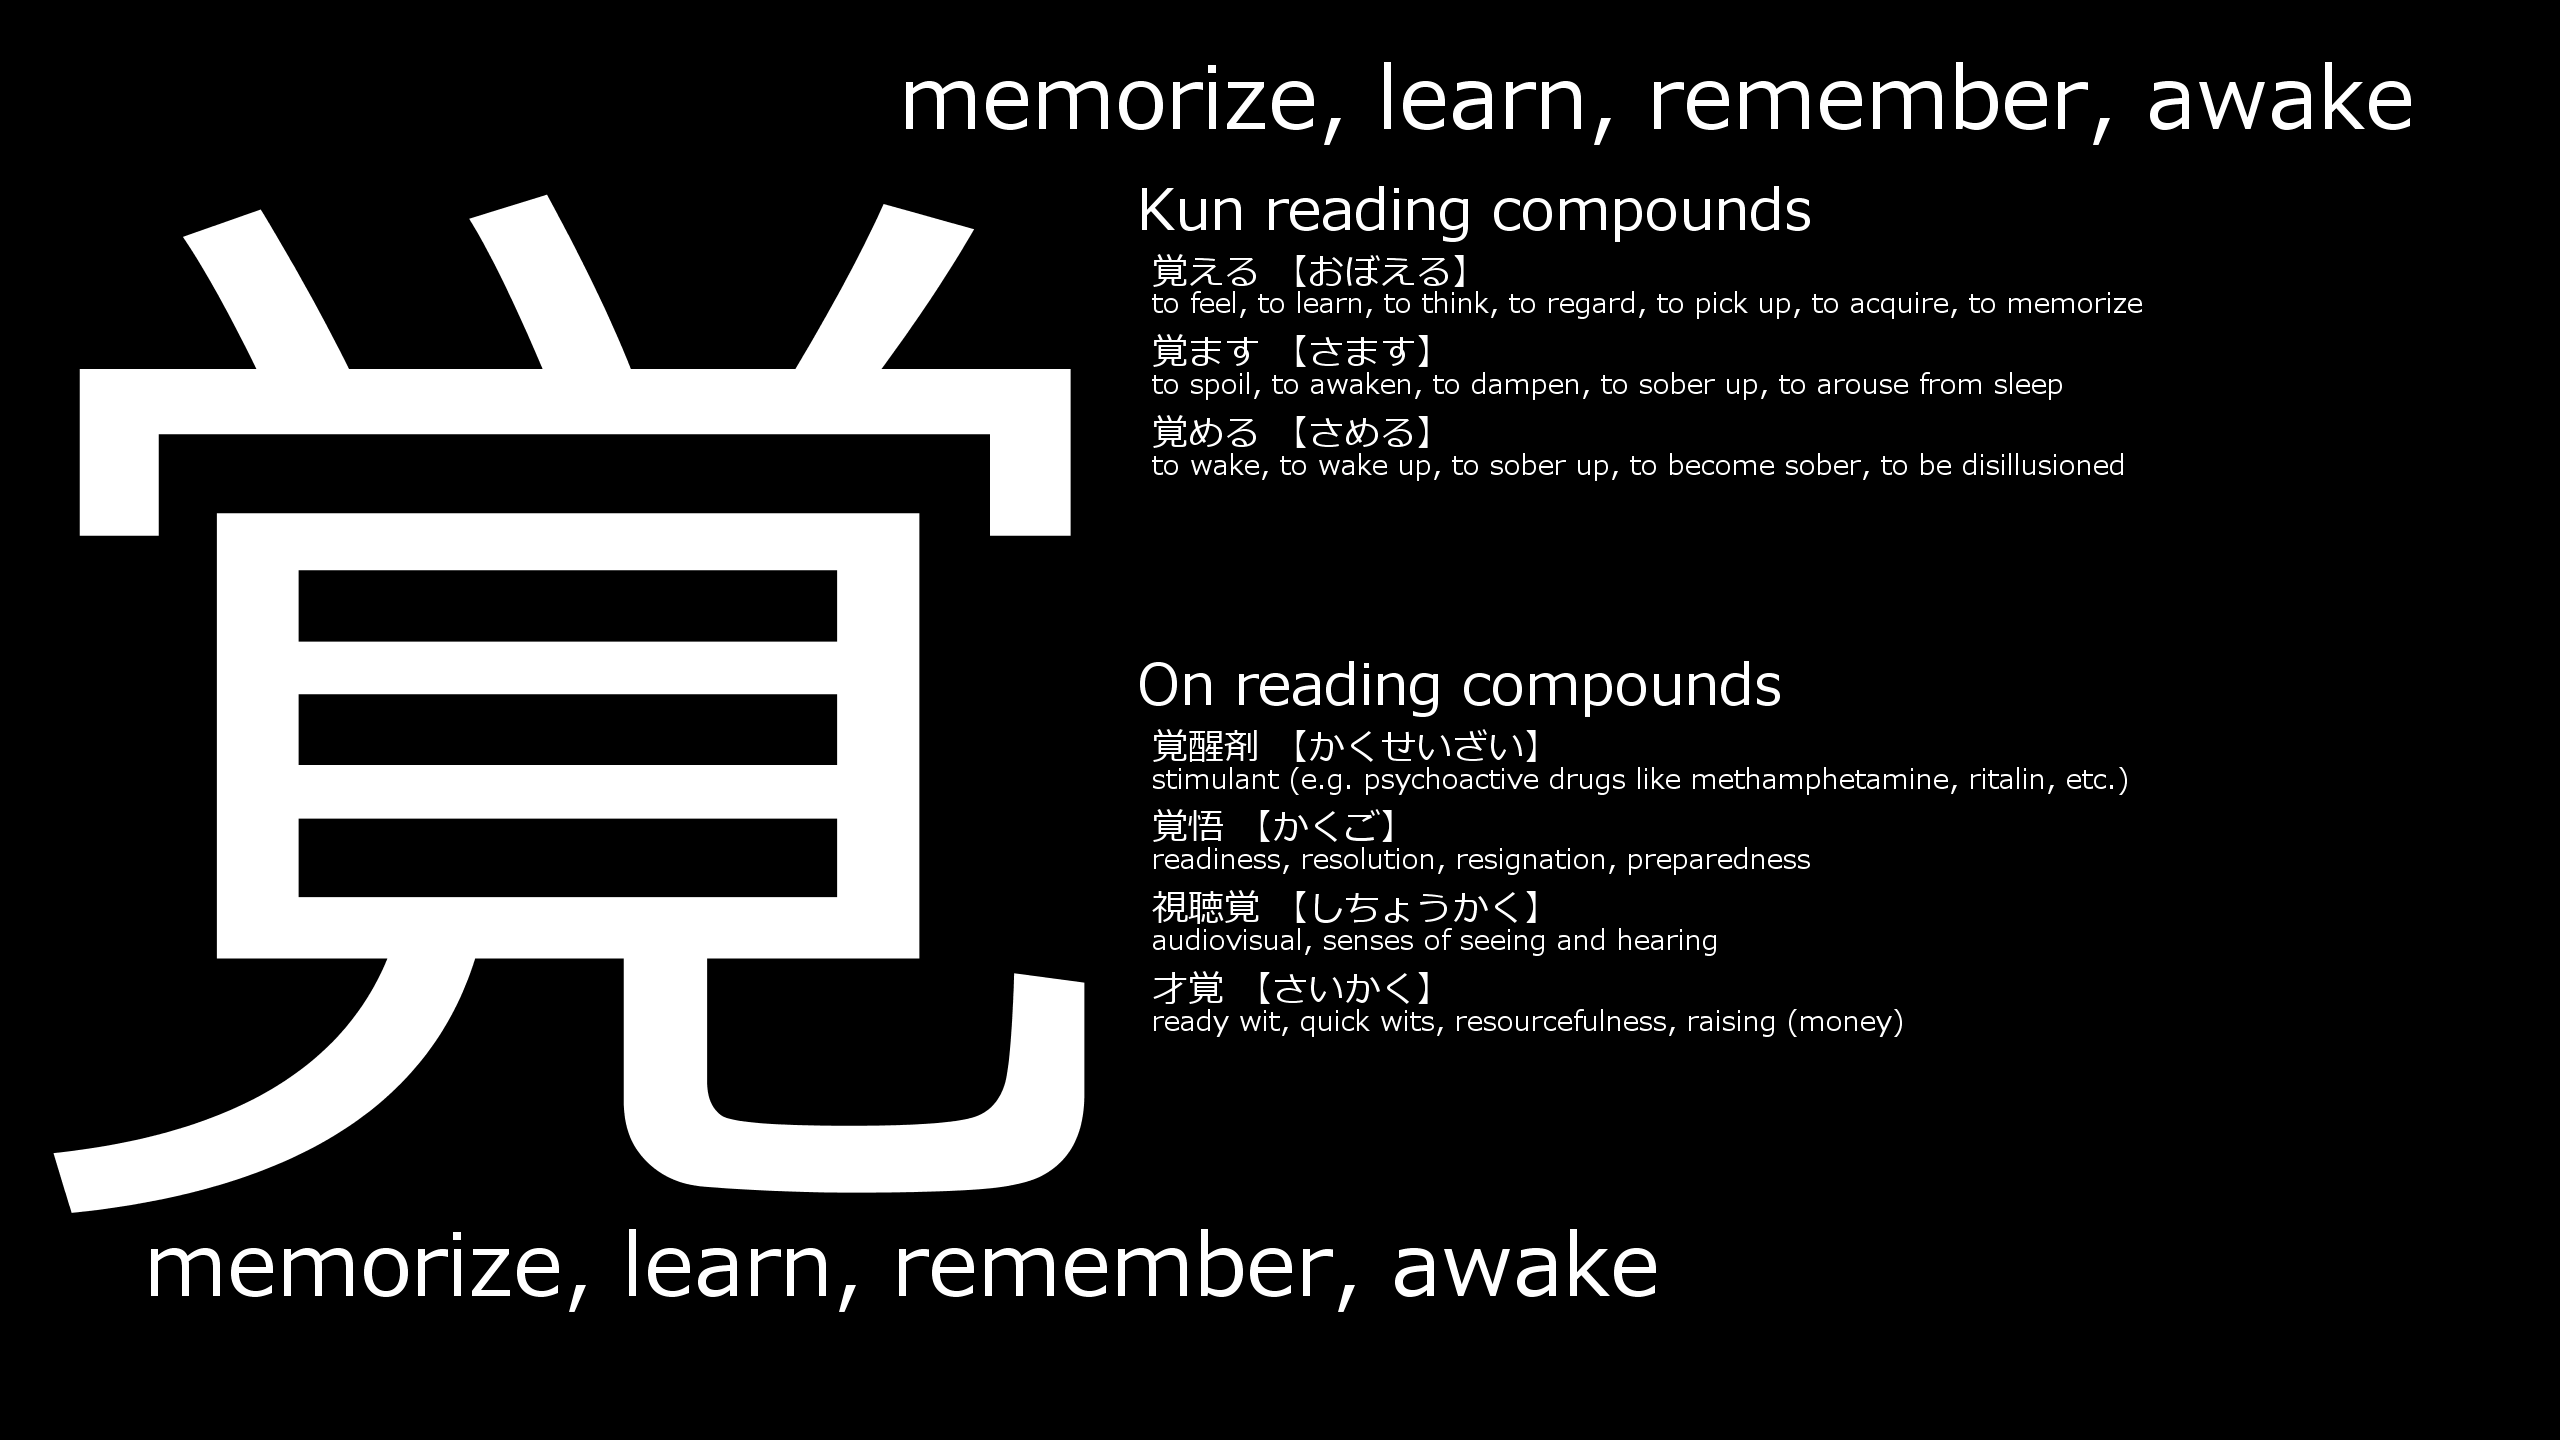 memorize, learn, remember, awake
覚
Kun reading compounds
覚える 【おぼえる】
to feel, to learn, to think, to regard, to pick up, to acquire, to memorize
覚ます 【さます】
to spoil, to awaken, to dampen, to sober up, to arouse from sleep
覚める 【さめる】
to wake, to wake up, to sober up, to become sober, to be disillusioned
On reading compounds
覚醒剤 【かくせいざい】
stimulant (e.g. psychoactive drugs like methamphetamine, ritalin, etc.)
覚悟 【かくご】
readiness, resolution, resignation, preparedness
視聴覚 【しちょうかく】
audiovisual, senses of seeing and hearing
才覚 【さいかく】
ready wit, quick wits, resourcefulness, raising (money)
memorize, learn, remember, awake